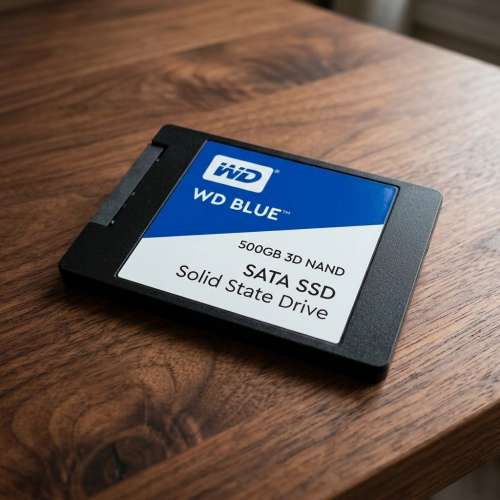 WD®
WD BLUE™
500GB 3D NAND
SATA SSD
Solid State Drive